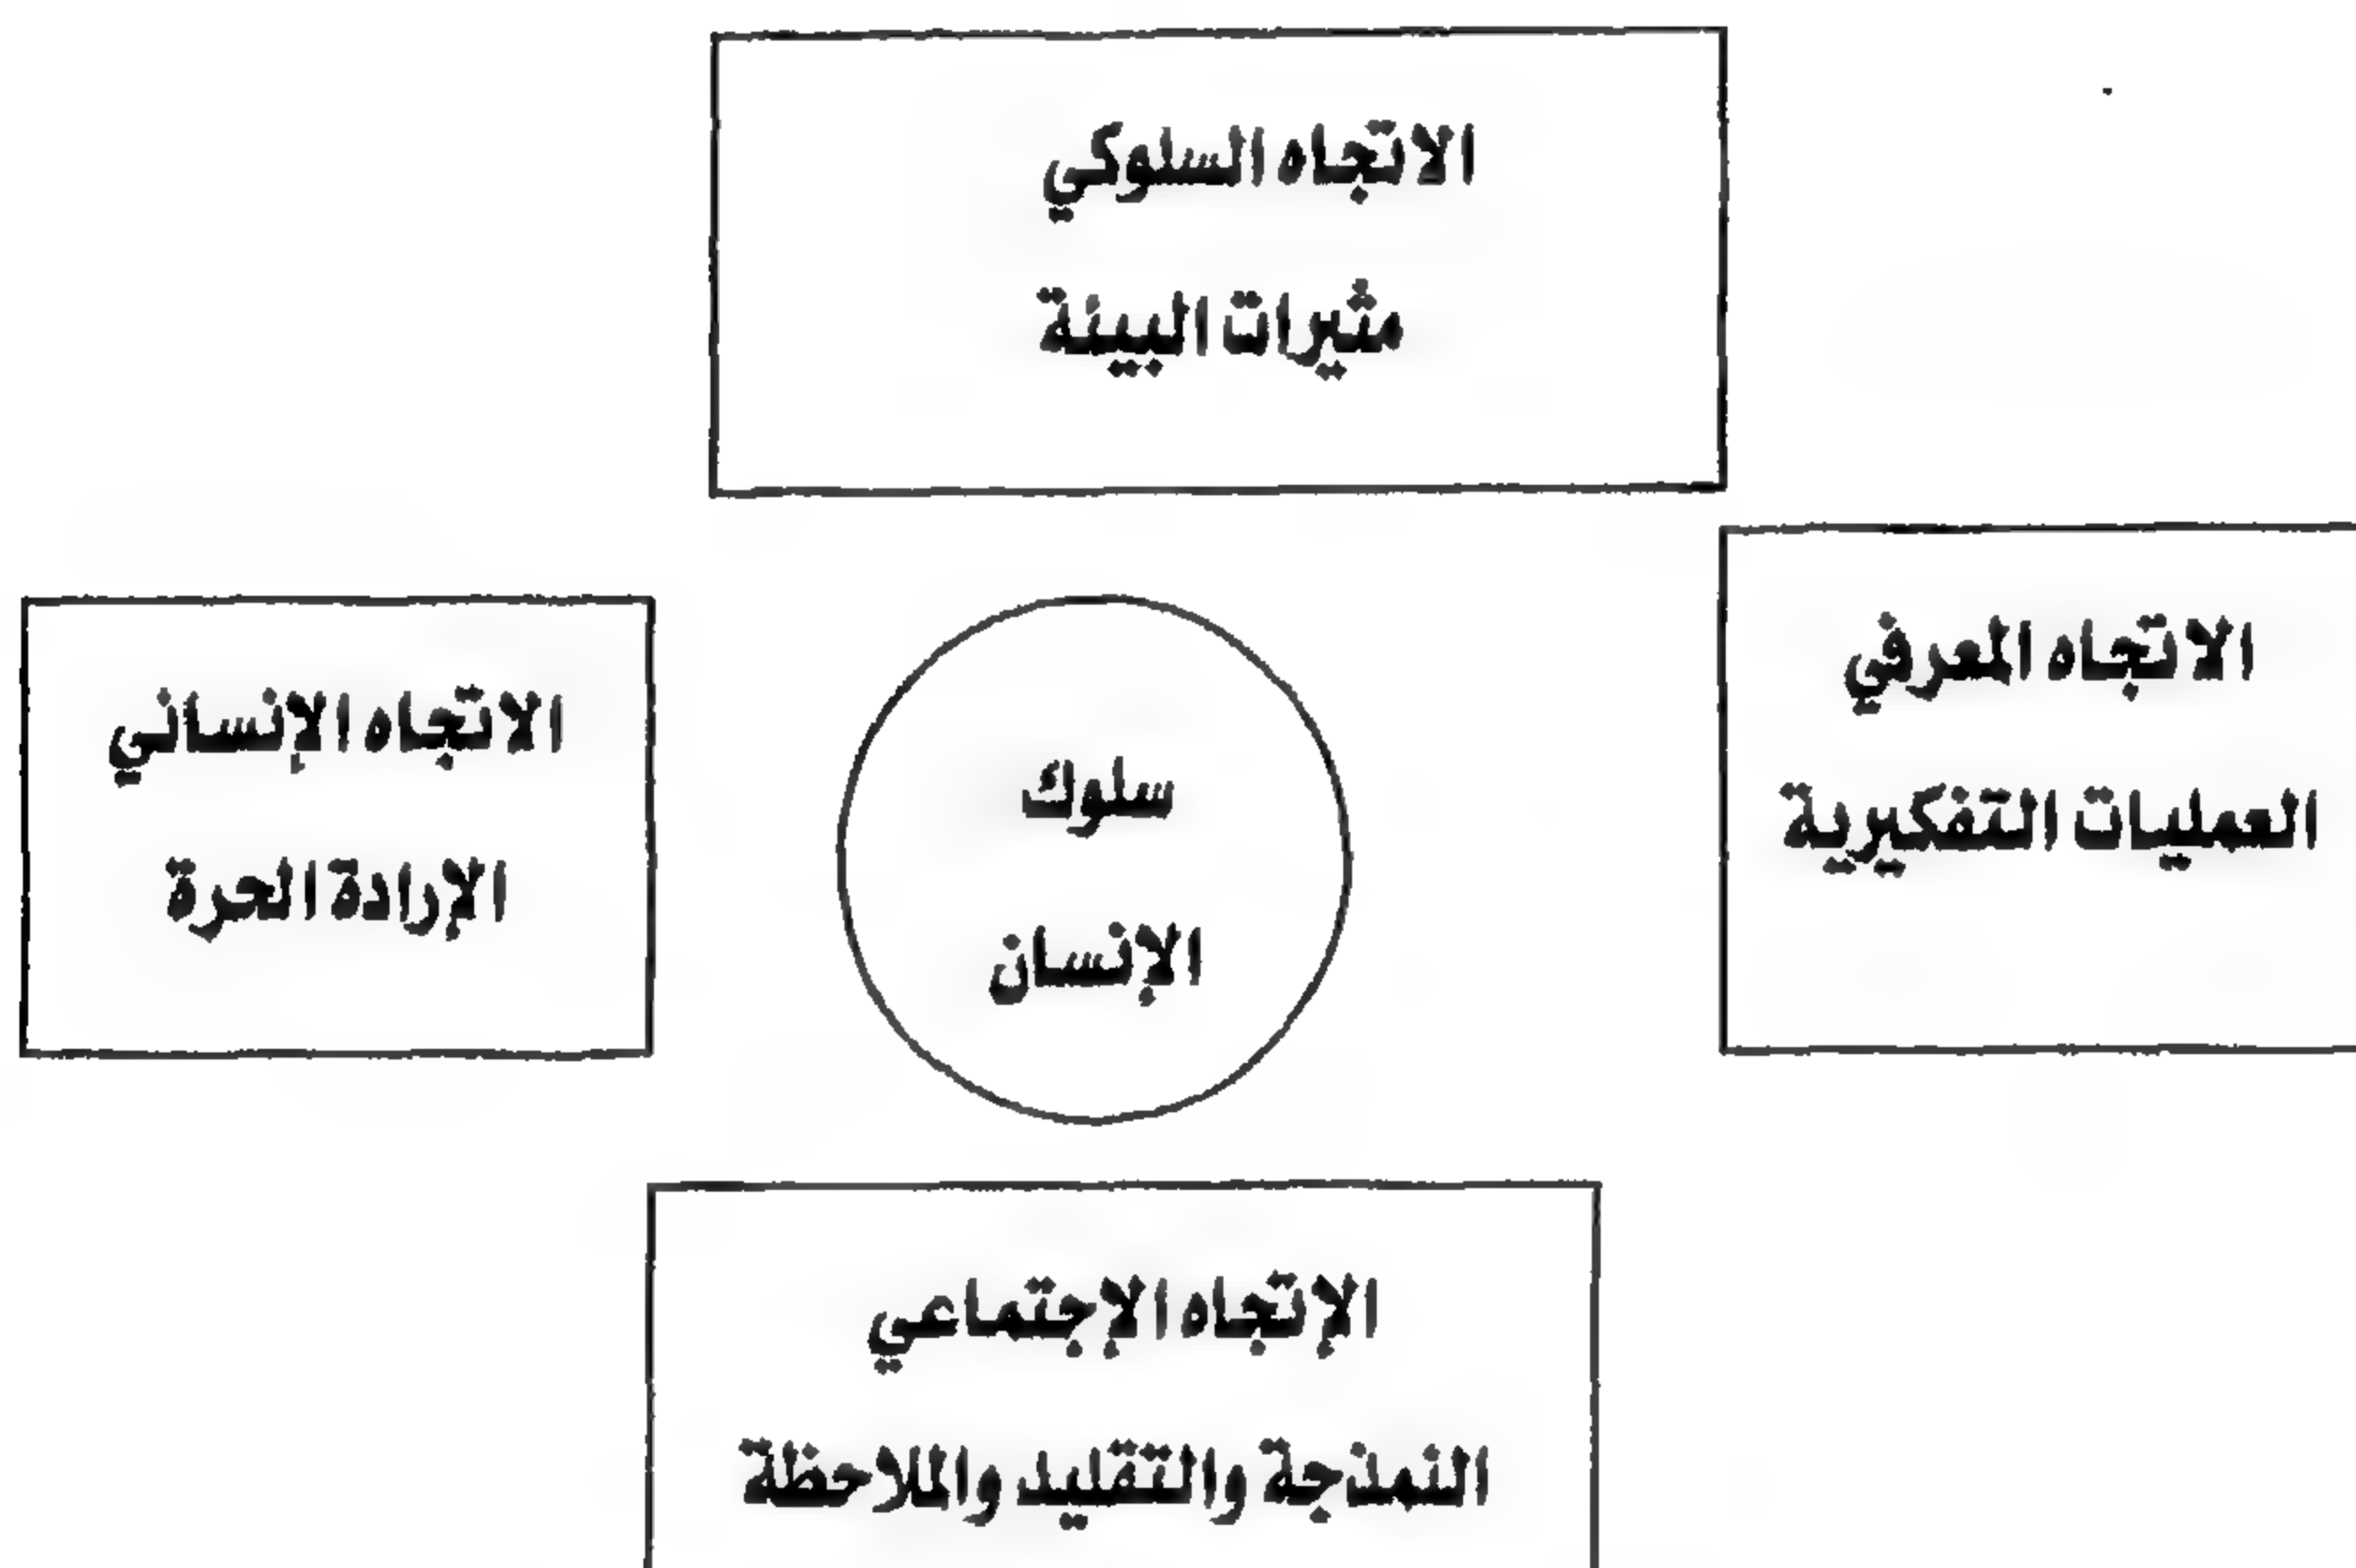 الاتجاه السلوكي
مثيرات البيئة
الاتجاه المعرفي
العمليات التفكيرية
سلوك
الإنسان
الاتجاه الإنساني
الإرادة الحرة
الإتجاه الإجتماعي
النمذجة والتقليد والملاحظة